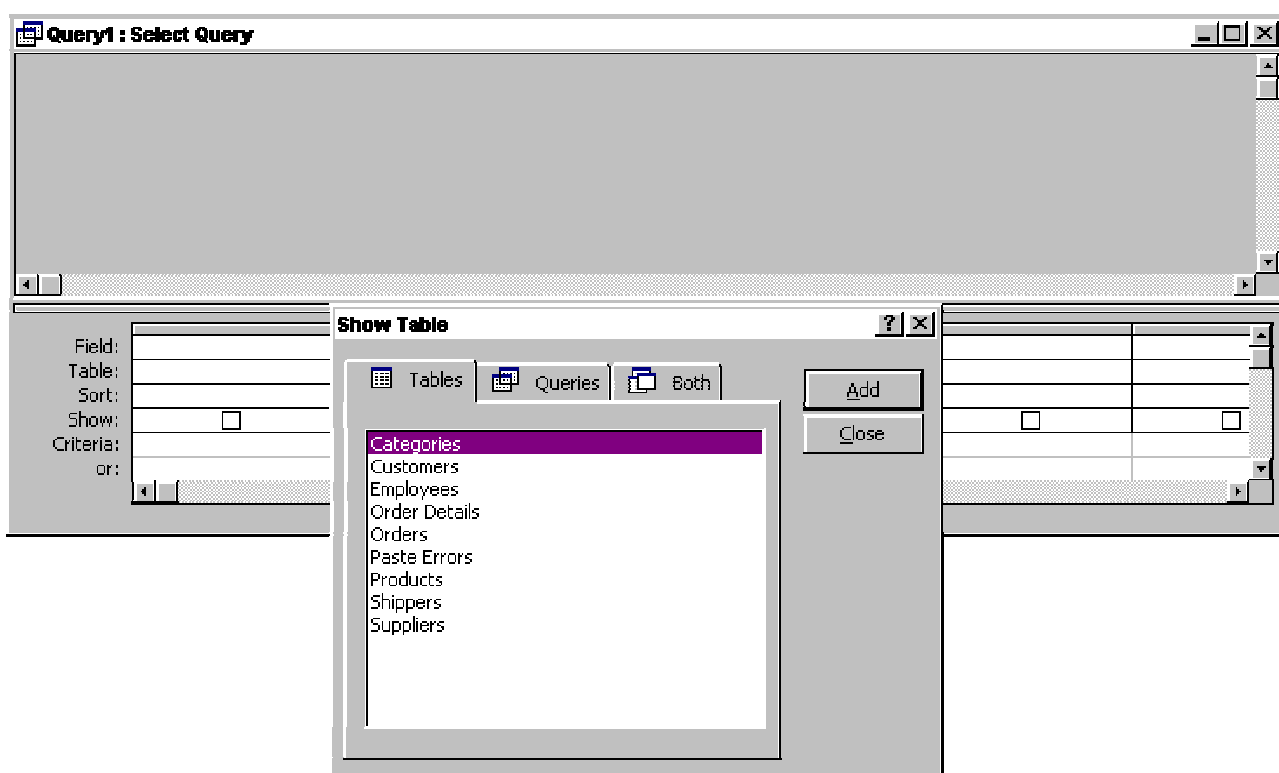 Query1 : Select Query
Show Table
Field:
Table:
Sort:
Show:
Criteria:
or:
Tables Queries Both
Add
Close
Categories
Customers
Employees
Order Details
Orders
Paste Errors
Products
Shippers
Suppliers